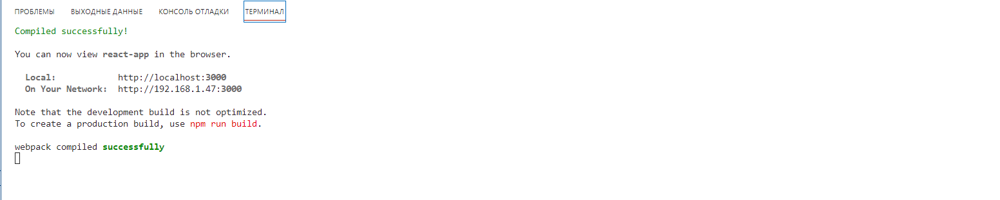 ПРОБЛЕМЫ ВЫХОДНЫЕ ДАННЫЕ КОНСОЛЬ ОТЛАДКИ ТЕРМИНАЛ
Compiled successfully!
You can now view react-app in the browser.
Local: http://localhost:3000
On Your Network: http://192.168.1.47:3000
Note that the development build is not optimized.
To create a production build, use npm run build.
webpack compiled successfully